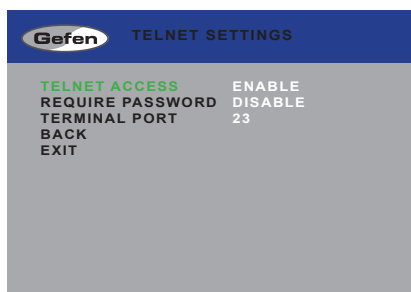 Gefen TELNET SETTINGS
TELNET ACCESS ENABLE
REQUIRE PASSWORD DISABLE
TERMINAL PORT 23
BACK
EXIT